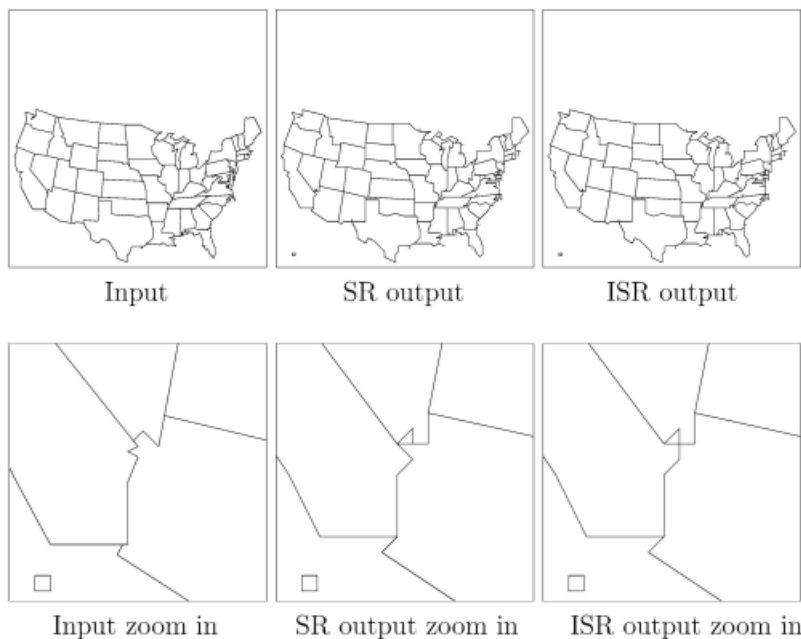 Input
SR output
ISR output
Input zoom in
SR output zoom in
ISR output zoom in